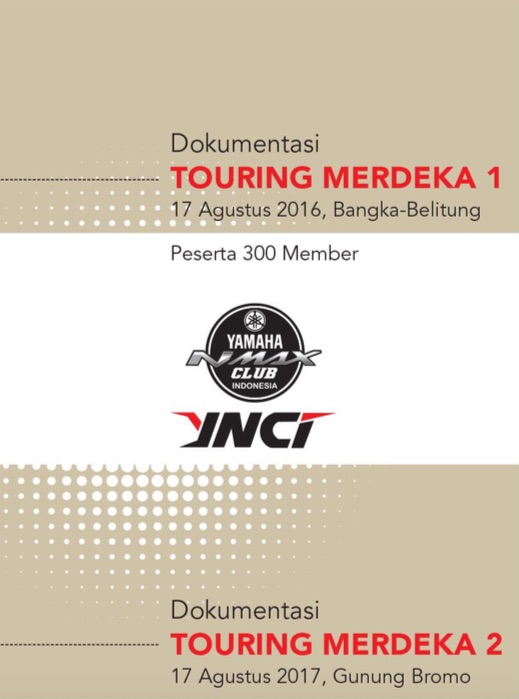 Dokumentasi
TOURING MERDEKA 1
17 Agustus 2016, Bangka-Belitung
Peserta 300 Member
YAMAHA
NMAX
CLUB
INDONESIA
YNCI
Dokumentasi
TOURING MERDEKA 2
17 Agustus 2017, Gunung Bromo